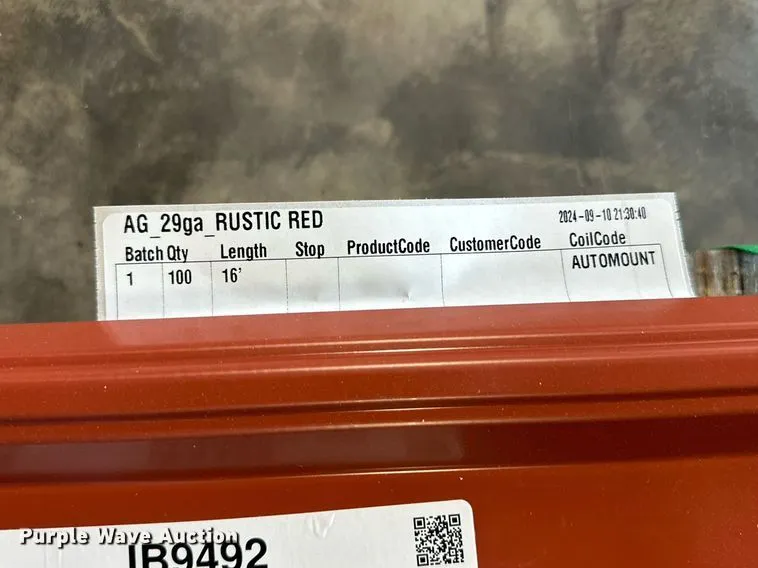 AG_29ga_RUSTIC RED 2024-09-10 21:30:40
Batch Qty Length Stop ProductCode CustomerCode CoilCode
1 100 16' AUTOMOUNT
Purple Wave Auction
IB9492